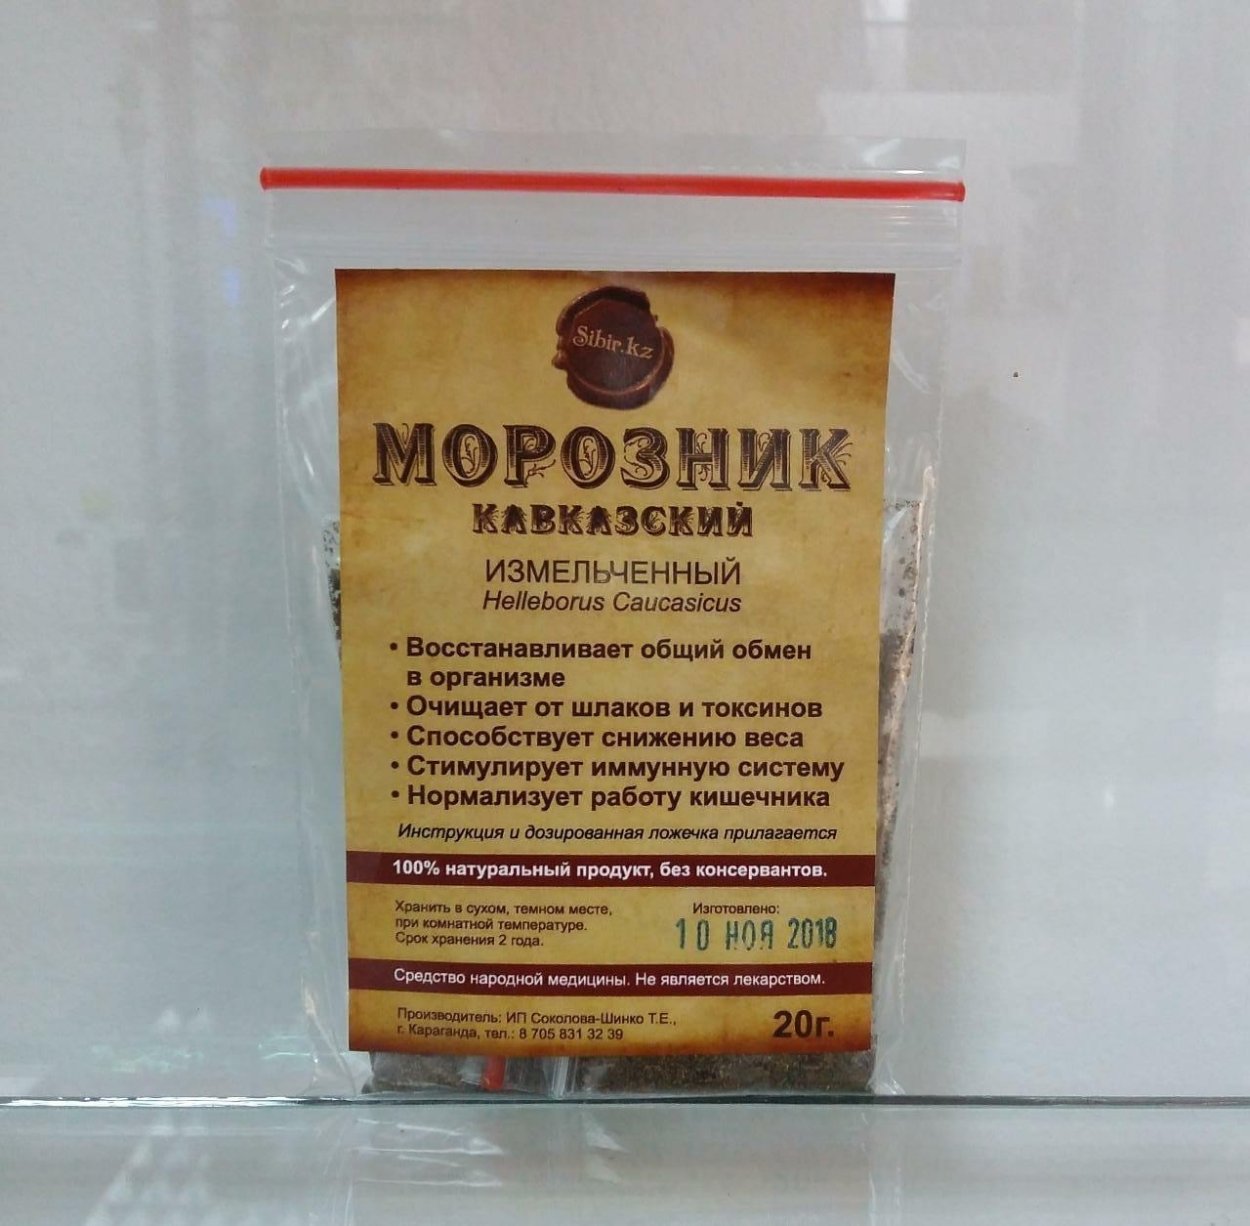 Sibir.kz
МОРОЗНИК
КАВКАЗСКИЙ
ИЗМЕЛЬЧЕННЫЙ
Helleborus Caucasicus
• Восстанавливает общий обмен
в организме
• Очищает от шлаков и токсинов
• Способствует снижению веса
• Стимулирует иммунную систему
• Нормализует работу кишечника
Инструкция и дозированная ложечка прилагается
100% натуральный продукт, без консервантов.
Хранить в сухом, темном месте,
при комнатной температуре.
Срок хранения 2 года.
Изготовлено:
10 НОЯ 2018
Средство народной медицины. Не является лекарством.
Производитель: ИП Соколова-Шинко Т.Е.,
г. Караганда, тел.: 8 705 831 32 39
20г.